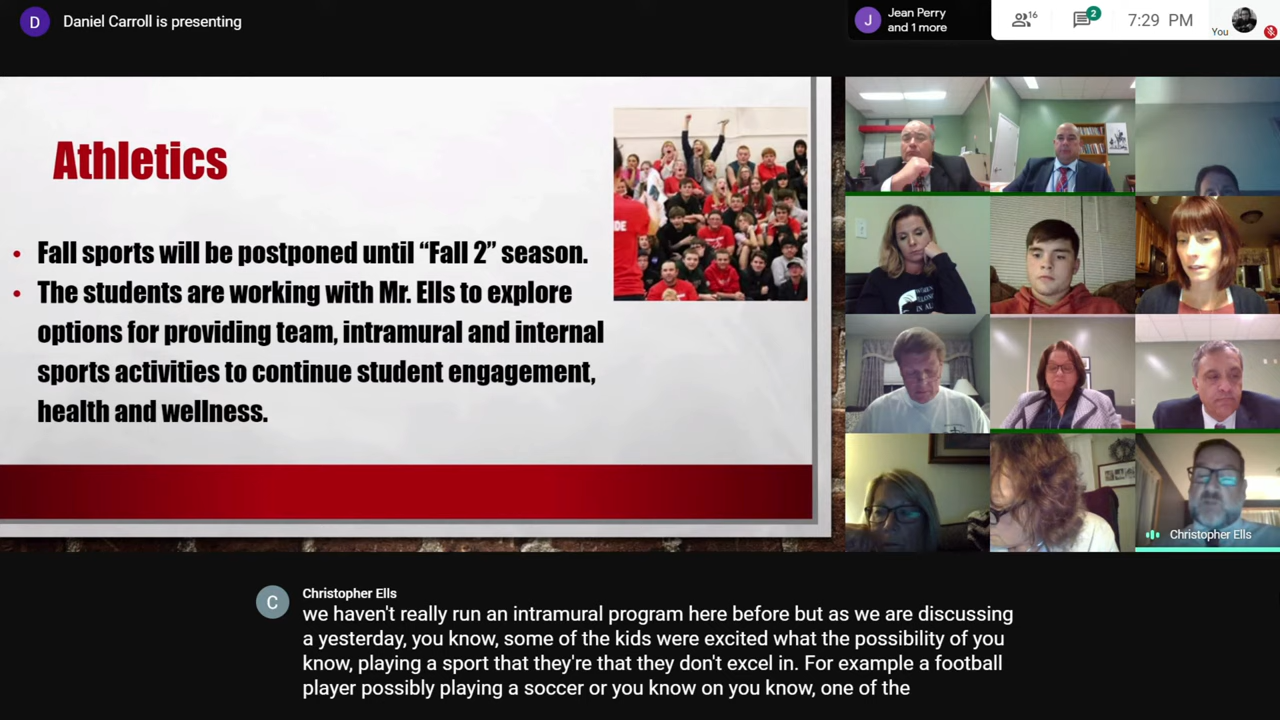 D
Daniel Carroll is presenting
J
Jean Perry
and 1 more
16
2
7:29 PM
You
Athletics
• Fall sports will be postponed until “Fall 2” season.
• The students are working with Mr. Ells to explore
options for providing team, intramural and internal
sports activities to continue student engagement,
health and wellness.
Christopher Ells
C
Christopher Ells
we haven't really run an intramural program here before but as we are discussing
a yesterday, you know, some of the kids were excited what the possibility of you
know, playing a sport that they're that they don't excel in. For example a football
player possibly playing a soccer or you know on you know, one of the